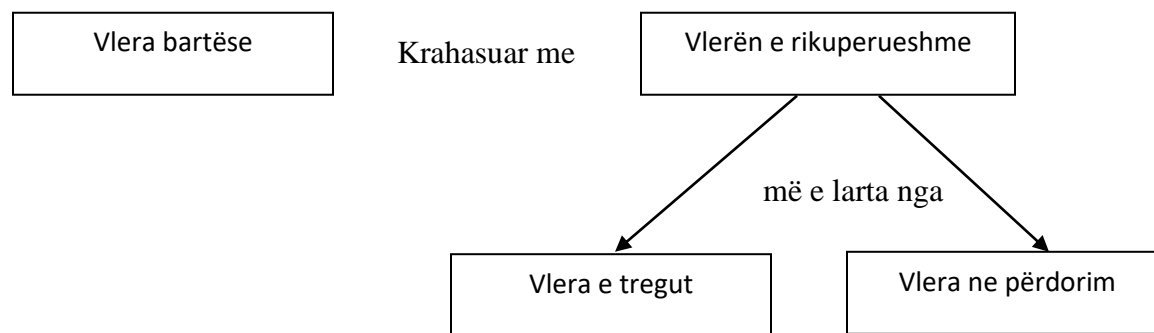 Vlera bartëse
Krahasuar me
Vlerën e rikuperueshme
më e larta nga
Vlera e tregut
Vlera ne përdorim